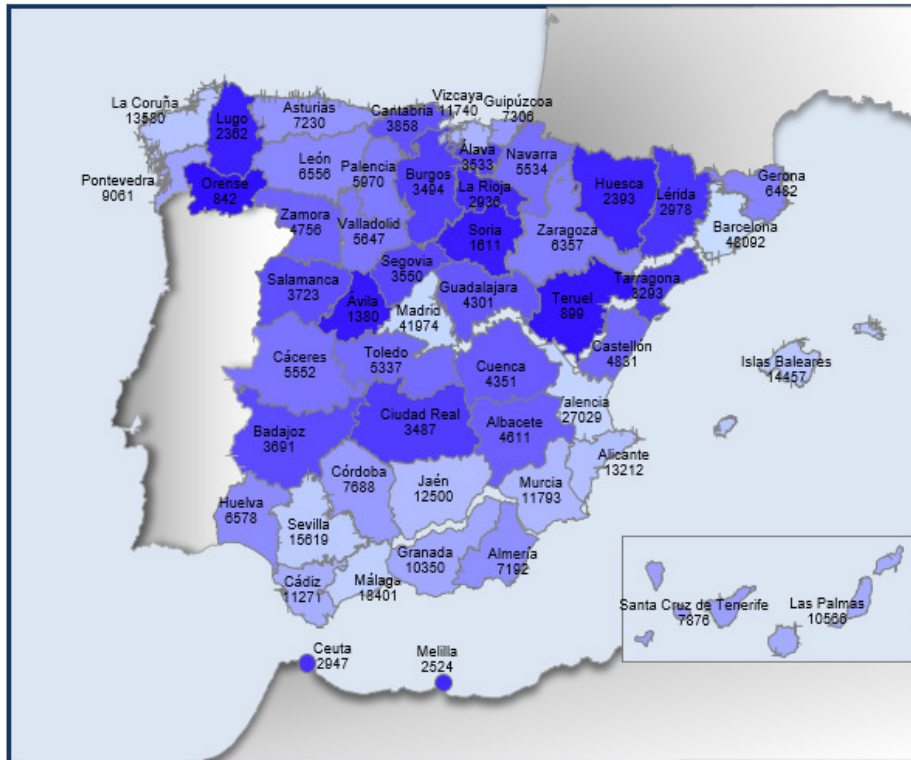 La Coruña
13580
Lugo
2362
Asturias
7230
Cantabria
3858
Vizcaya
11740
Guipúzcoa
7306
Pontevedra
9061
Orense
842
León
6556
Palencia
5970
Burgos
3494
Álava
3533
La Rioja
2936
Navarra
5534
Huesca
2393
Lérida
2978
Gerona
6482
Barcelona
48092
Zamora
4756
Valladolid
5647
Soria
1611
Zaragoza
6357
Salamanca
3723
Ávila
1380
Segovia
3550
Madrid
41974
Guadalajara
4301
Teruel
899
Tarragona
3293
Cáceres
5552
Toledo
5337
Cuenca
4351
Castellón
4831
Islas Baleares
14457
Valencia
27029
Badajoz
3691
Ciudad Real
3487
Albacete
4611
Alicante
13212
Huelva
6578
Sevilla
15619
Córdoba
7688
Jaén
12500
Murcia
11793
Cádiz
11271
Málaga
18401
Granada
10350
Almería
7192
Santa Cruz de Tenerife
7876
Las Palmas
10566
Ceuta
2947
Melilla
2524